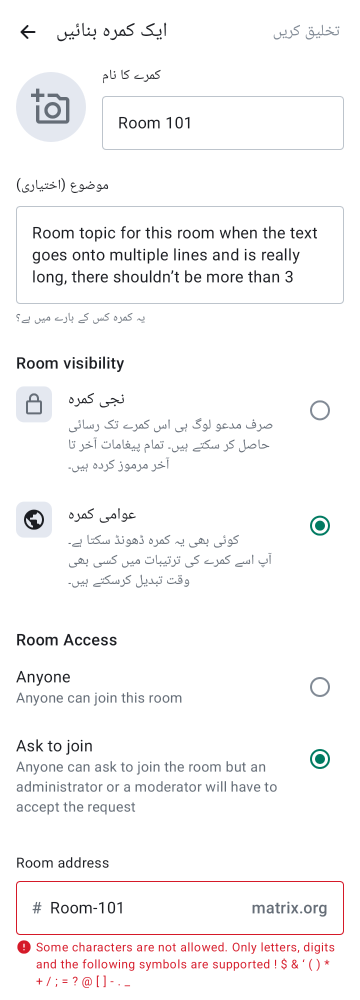 ایک کمرہ بنائیں
تخلیق کریں
کمرے کا نام
Room 101
موضوع (اختیاری)
Room topic for this room when the text
goes onto multiple lines and is really
long, there shouldn’t be more than 3
یہ کمرہ کس کے بارے میں ہے؟
Room visibility
نجی کمرہ
صرف مدعو لوگ ہی اس کمرے تک رسائی
حاصل کر سکتے ہیں۔ تمام پیغامات آخر تا
آخر مرموز کردہ ہیں۔
عوامی کمرہ
کوئی بھی یہ کمرہ ڈھونڈ سکتا ہے۔
آپ اسے کمرے کی ترتیبات میں کسی بھی
وقت تبدیل کرسکتے ہیں۔
Room Access
Anyone
Anyone can join this room
Ask to join
Anyone can ask to join the room but an
administrator or a moderator will have to
accept the request
Room address
# Room-101 matrix.org
Some characters are not allowed. Only letters, digits
and the following symbols are supported ! $ & ‘ ( ) *
+ / ; = ? @ [ ] - . _